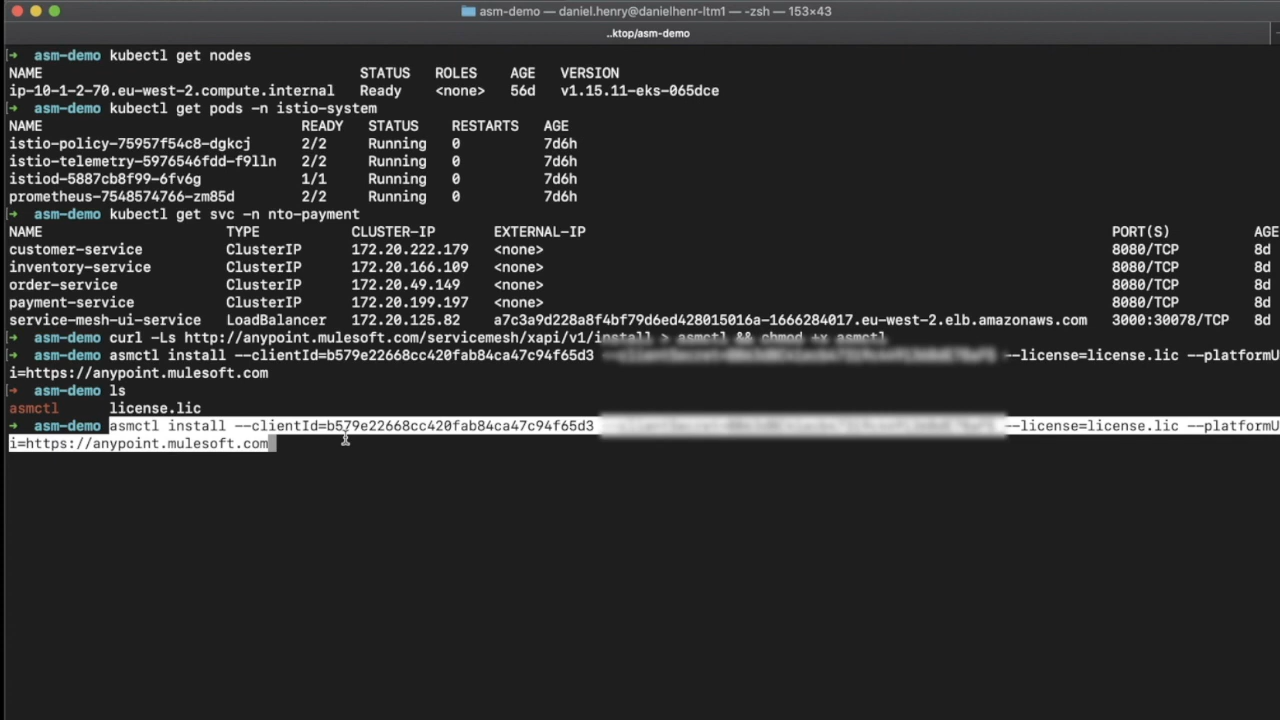 asm-demo — daniel.henry@danielhenr-ltm1 — -zsh — 153×43
..ktop/asm-demo
[➜  asm-demo kubectl get nodes
NAME STATUS ROLES AGE VERSION
ip-10-1-2-70.eu-west-2.compute.internal Ready <none> 56d v1.15.11-eks-065dce
[➜  asm-demo kubectl get pods -n istio-system
NAME READY STATUS RESTARTS AGE
istio-policy-75957f54c8-dgkcj 2/2 Running 0 7d6h
istio-telemetry-5976546fdd-f9lln 2/2 Running 0 7d6h
istiod-5887cb8f99-6fv6g 1/1 Running 0 7d6h
prometheus-7548574766-zm85d 2/2 Running 0 7d6h
[➜  asm-demo kubectl get svc -n nto-payment
NAME TYPE CLUSTER-IP EXTERNAL-IP PORT(S) AGE
customer-service ClusterIP 172.20.222.179 <none> 8080/TCP 8d
inventory-service ClusterIP 172.20.166.109 <none> 8080/TCP 8d
order-service ClusterIP 172.20.49.149 <none> 8080/TCP 8d
payment-service ClusterIP 172.20.199.197 <none> 8080/TCP 8d
service-mesh-ui-service LoadBalancer 172.20.125.82 a7c3a9d228a8f4bf79d6ed428015016a-1666284017.eu-west-2.elb.amazonaws.com 3000:30078/TCP 8d
[➜  asm-demo curl -Ls http://anypoint.mulesoft.com/servicemesh/xapi/v1/install > asmctl && chmod +x asmctl
[➜  asm-demo asmctl install --clientId=b579e22668cc420fab84ca47c94f65d3 --license=license.lic --platformU
i=https://anypoint.mulesoft.com
[➜  asm-demo ls
asmctl license.lic
➜  asm-demo asmctl install --clientId=b579e22668cc420fab84ca47c94f65d3 --license=license.lic --platformU
i=https://anypoint.mulesoft.com